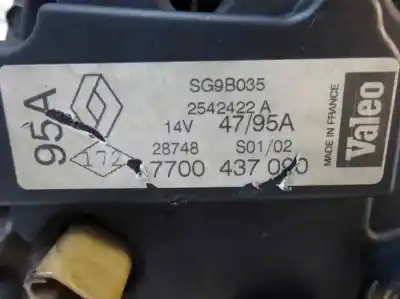 SG9B035
2542422 A
14V 47/95A
28748 S01/02
7700 437 090
95A
172
Valeo
MADE IN FRANCE